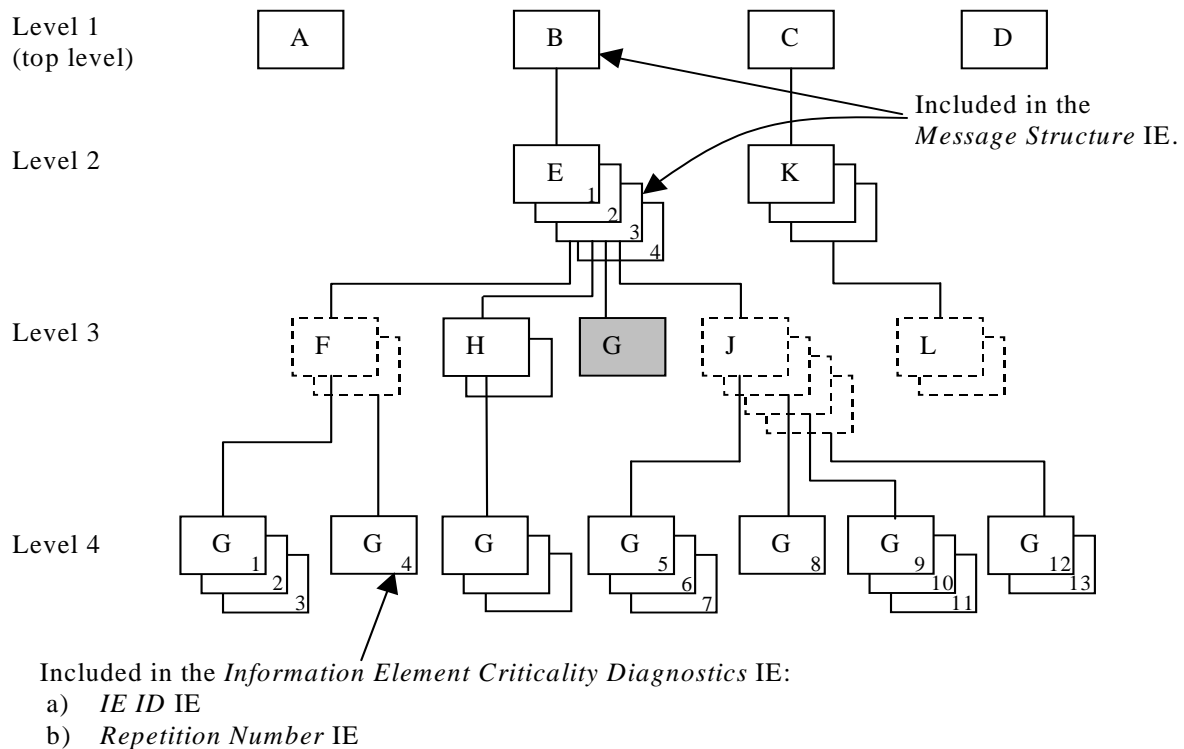 Level 1
(top level)
A
B
C
D
Included in the
Message Structure IE.
Level 2
E
1
2
3
4
K
Level 3
F
H
G
J
L
Level 4
G
1
2
3
G
4
G
G
5
6
7
G
8
G
9
10
11
G
12
13
Included in the Information Element Criticality Diagnostics IE:
a) IE ID IE
b) Repetition Number IE